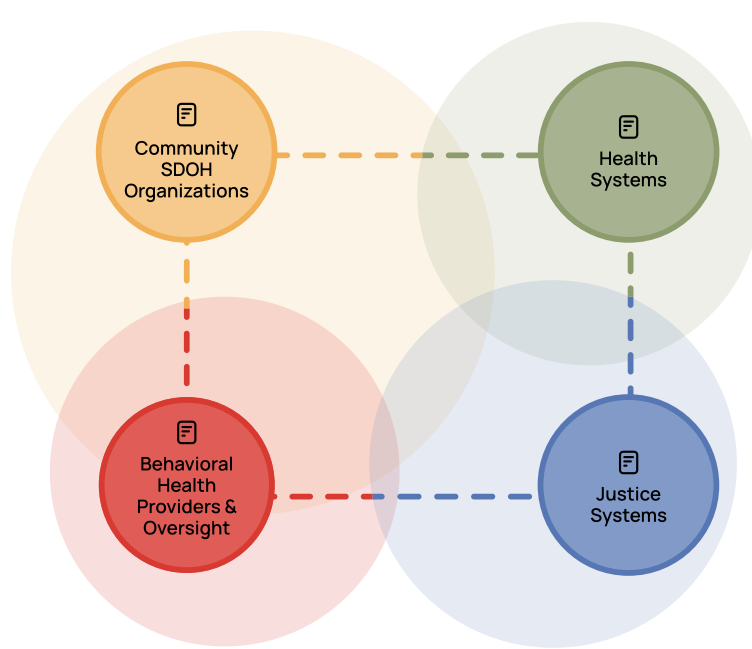 Community
SDOH
Organizations
Health
Systems
Behavioral
Health
Providers &
Oversight
Justice
Systems